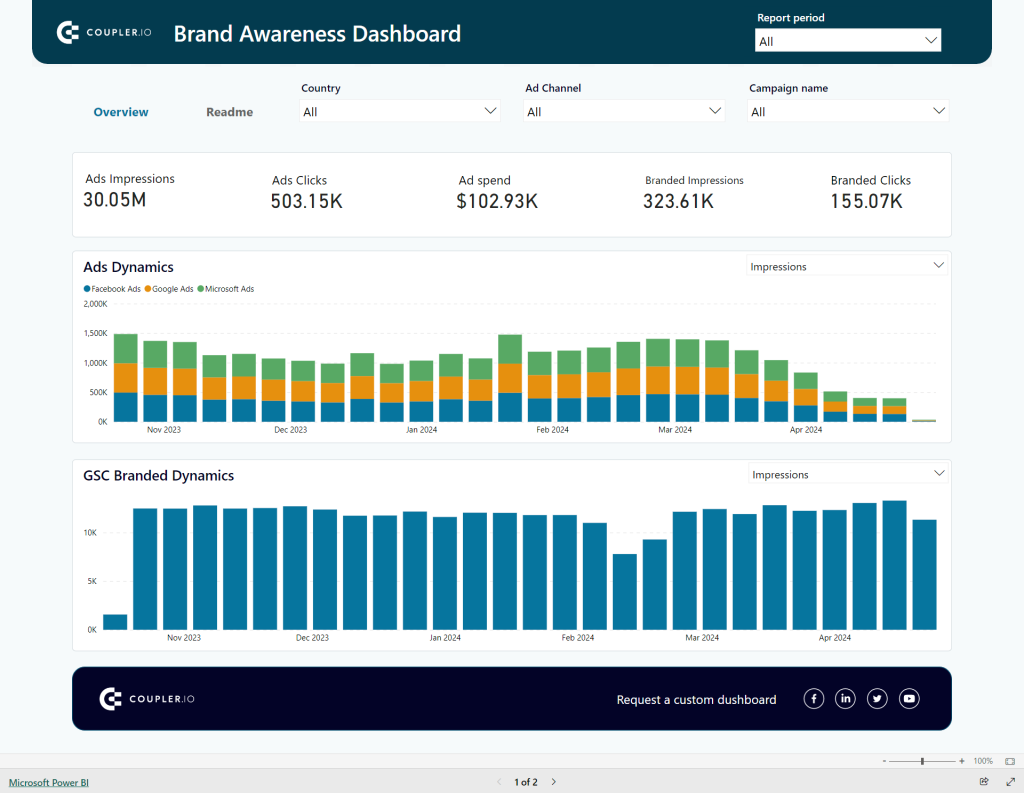 COUPLER.IO
Brand Awareness Dashboard
Report period
All
Overview
Readme
Country
All
Ad Channel
All
Campaign name
All
Ads Impressions
30.05M
Ads Clicks
503.15K
Ad spend
$102.93K
Branded Impressions
323.61K
Branded Clicks
155.07K
Ads Dynamics
Impressions
Facebook Ads Google Ads Microsoft Ads
2,000K
1,500K
1,000K
500K
0K
Nov 2023 Dec 2023 Jan 2024 Feb 2024 Mar 2024 Apr 2024
GSC Branded Dynamics
Impressions
10K
5K
0K
Nov 2023 Dec 2023 Jan 2024 Feb 2024 Mar 2024 Apr 2024
COUPLER.IO
Request a custom dushboard
- + 100%
Microsoft Power BI
1 of 2